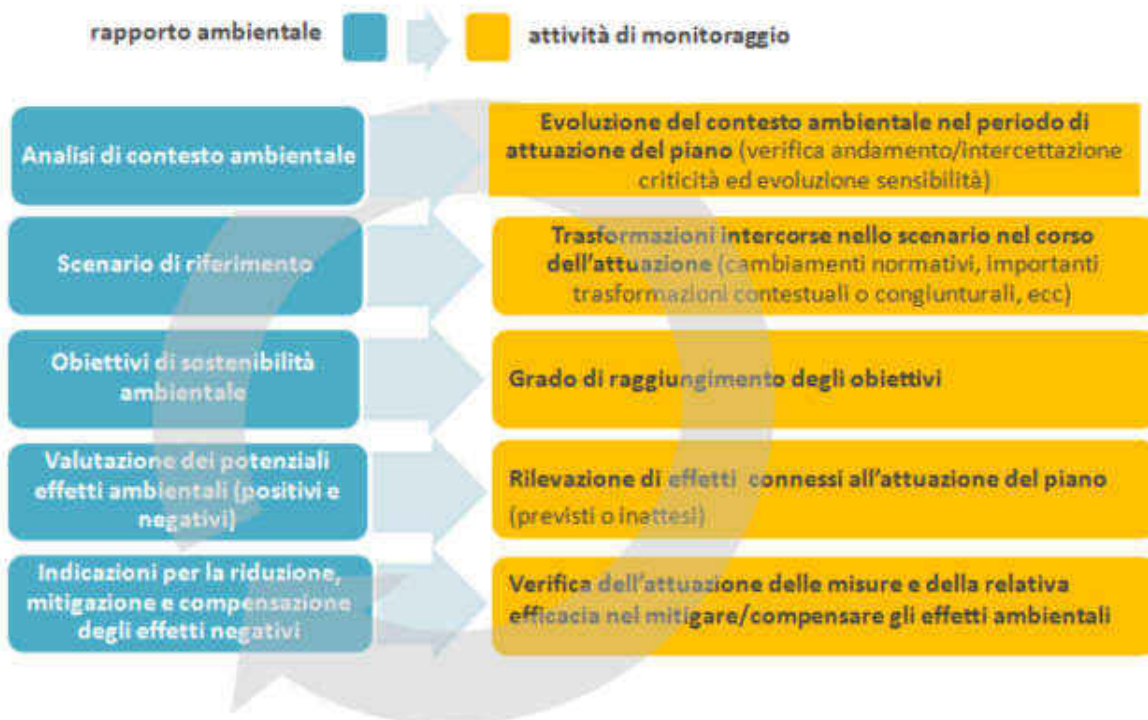 rapporto ambientale
attività di monitoraggio
Analisi di contesto ambientale
Evoluzione del contesto ambientale nel periodo di
attuazione del piano (verifica andamento/intercettazione
criticità ed evoluzione sensibilità)
Scenario di riferimento
Trasformazioni intercorse nello scenario nel corso
dell'attuazione (cambiamenti normativi, importanti
trasformazioni contestuali o congiunturali, ecc)
Obiettivi di sostenibilità
ambientale
Grado di raggiungimento degli obiettivi
Valutazione dei potenziali
effetti ambientali (positivi e
negativi)
Rilevazione di effetti connessi all'attuazione del piano
(previsti o inattesi)
Indicazioni per la riduzione,
mitigazione e compensazione
degli effetti negativi
Verifica dell'attuazione delle misure e della relativa
efficacia nel mitigare/compensare gli effetti ambientali